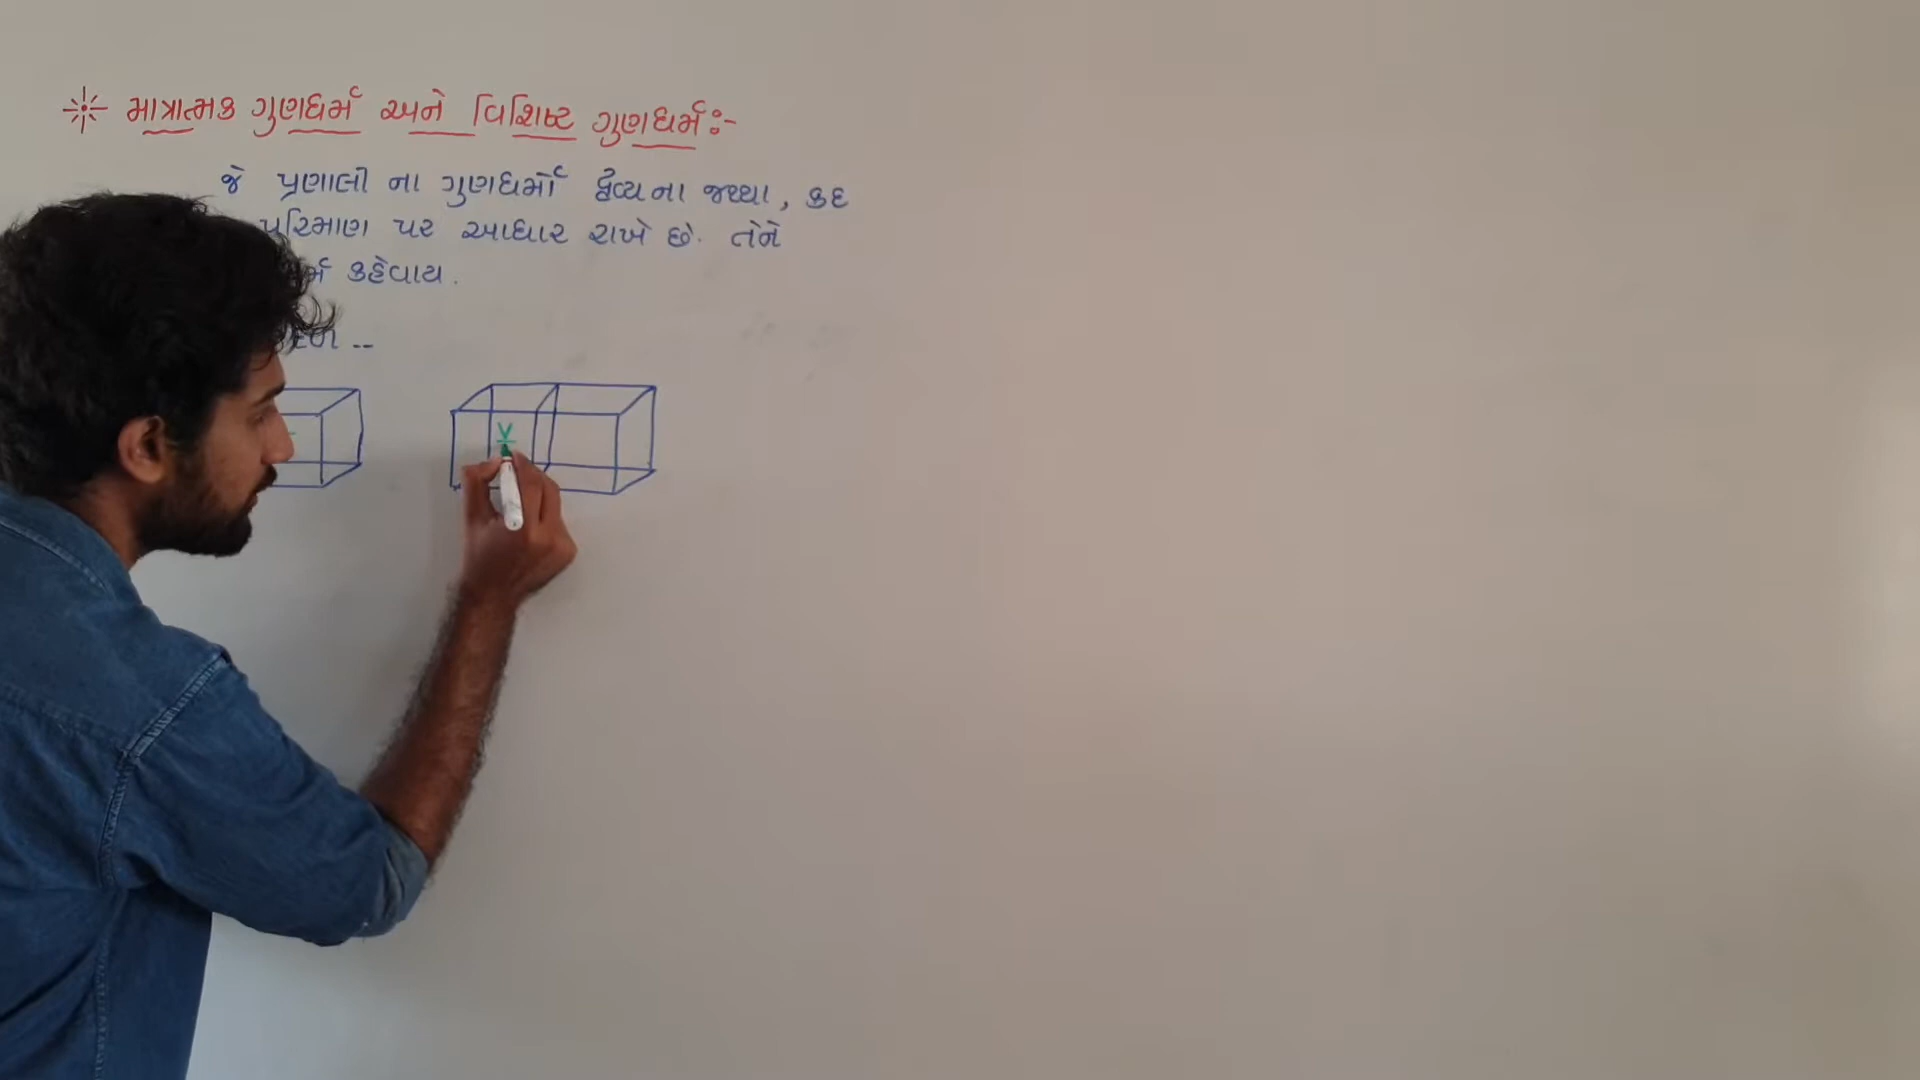 માત્રાત્મક ગુણધર્મ અને વિશિષ્ટ ગુણધર્મ:-
જે પ્રણાલી ના ગુણધર્મો દ્રવ્ય ના જથ્થા, કદ
પરિમાણ પર આધાર રાખે છે. તેને
કહેવાય.
V